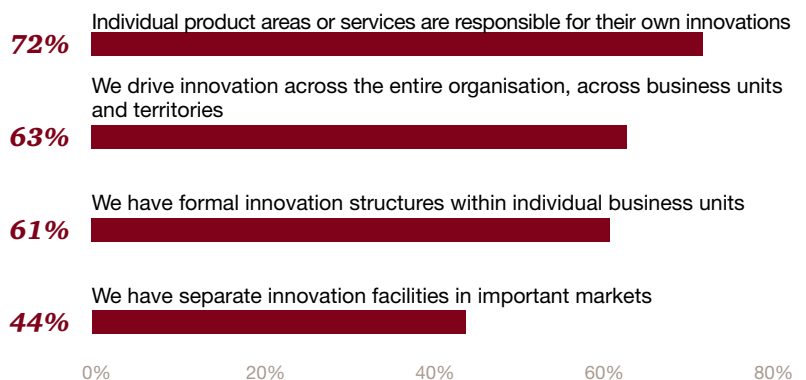 Individual product areas or services are responsible for their own innovations
72%
We drive innovation across the entire organisation, across business units
and territories
63%
We have formal innovation structures within individual business units
61%
We have separate innovation facilities in important markets
44%
0% 20% 40% 60% 80%